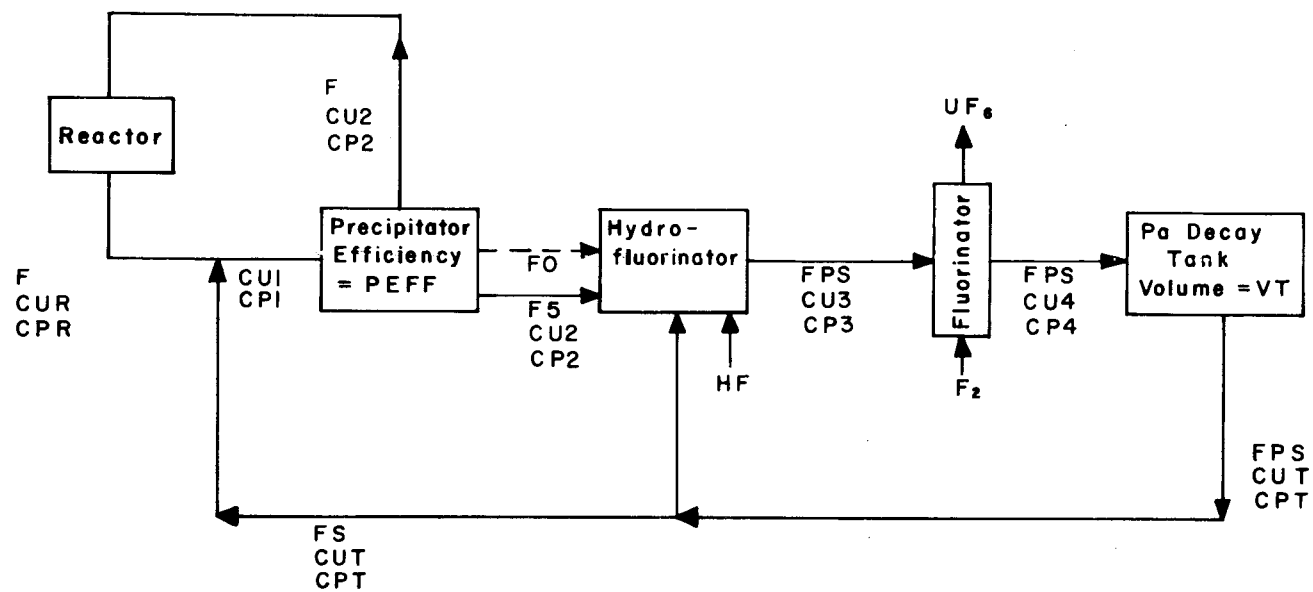 F
CU2
CP2
Reactor
UF₆
Precipitator
Efficiency
= PEFF
Hydro-
fluorinator
Fluorinator
Pa Decay
Tank
Volume = VT
F
CUR
CPR
CU1
CP1
FO
F5
CU2
CP2
HF
FPS
CU3
CP3
F₂
FPS
CU4
CP4
FPS
CUT
CPT
FS
CUT
CPT